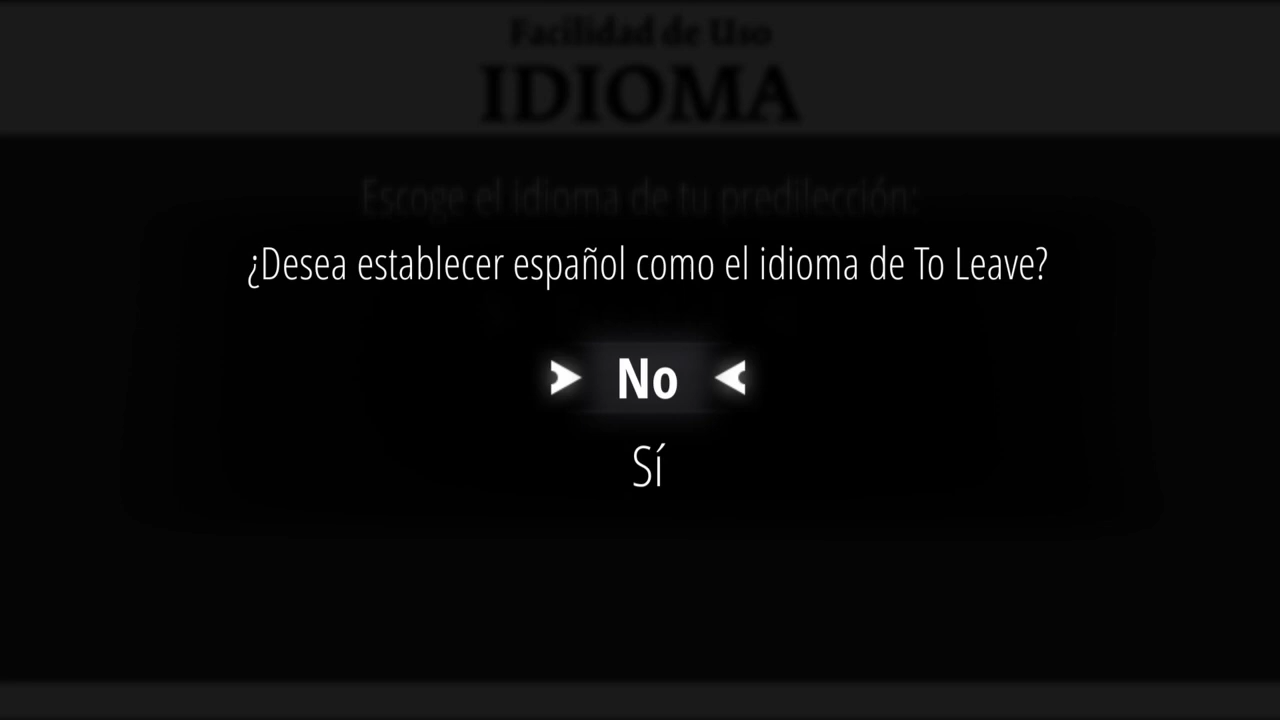 Facilidad de Uso
IDIOMA
Escoge el idioma de tu predilección:
¿Desea establecer español como el idioma de To Leave?
No
Sí